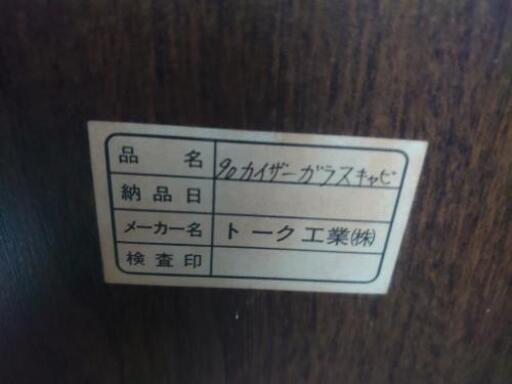 品名 90カイザーガラスキャビ
納品日
メーカー名 トーク工業㈱
検査印